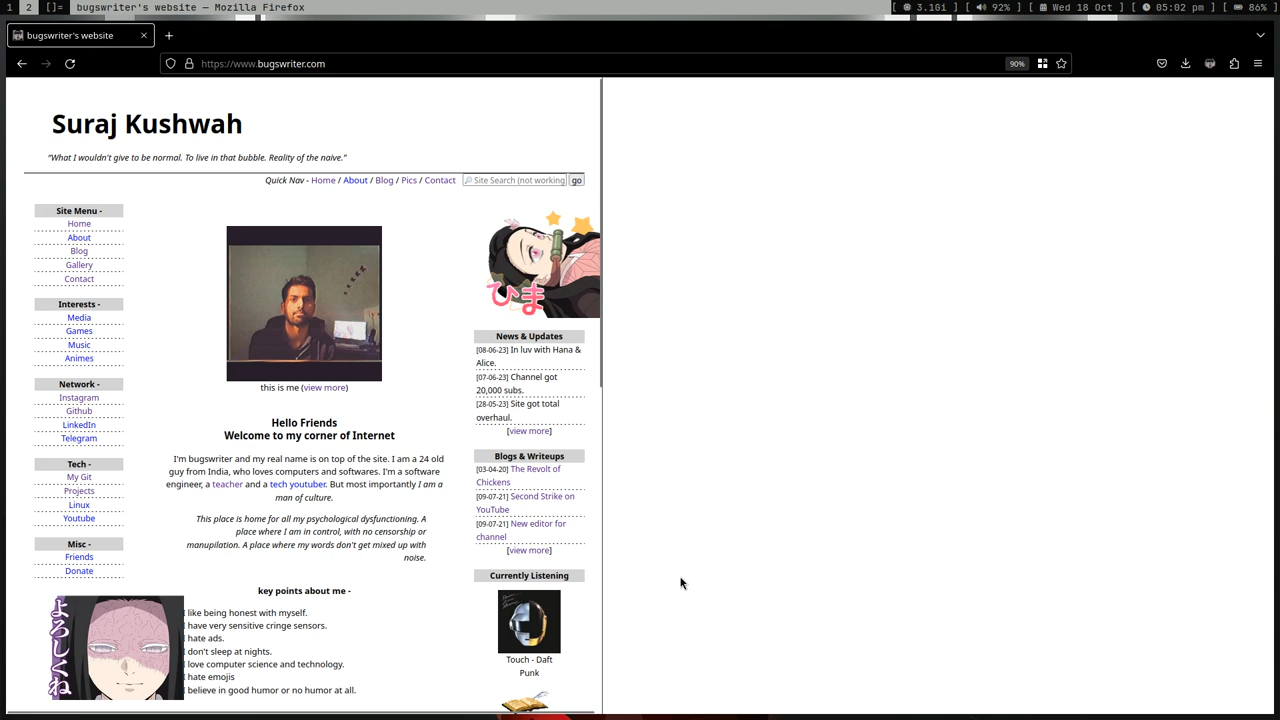 1 2 []= bugswriter's website — Mozilla Firefox
[ 3.1Gi ] [ 92% ] [ Wed 18 Oct ] [ 05:02 pm ] [ 86% ]
bugswriter's website
https://www.bugswriter.com
90%
Suraj Kushwah
“What I wouldn't give to be normal. To live in that bubble. Reality of the naive.”
Quick Nav - Home / About / Blog / Pics / Contact
Site Search (not working
go
Site Menu -
Home
About
Blog
Gallery
Contact
Interests -
Media
Games
Music
Animes
Network -
Instagram
Github
LinkedIn
Telegram
Tech -
My Git
Projects
Linux
Youtube
Misc -
Friends
Donate
よろしくね
this is me (view more)
Hello Friends
Welcome to my corner of Internet
I'm bugswriter and my real name is on top of the site. I am a 24 old
guy from India, who loves computers and softwares. I'm a software
engineer, a teacher and a tech youtuber. But most importantly I am a
man of culture.
This place is home for all my psychological dysfunctioning. A
place where I am in control, with no censorship or
manupilation. A place where my words don't get mixed up with
noise.
key points about me -
I like being honest with myself.
I have very sensitive cringe sensors.
I hate ads.
I don't sleep at nights.
I love computer science and technology.
I hate emojis
I believe in good humor or no humor at all.
ひま
News & Updates
[08-06-23] In luv with Hana &
Alice.
[07-06-23] Channel got
20,000 subs.
[28-05-23] Site got total
overhaul.
[view more]
Blogs & Writeups
[03-04-20] The Revolt of
Chickens
[09-07-21] Second Strike on
YouTube
[09-07-21] New editor for
channel
[view more]
Currently Listening
Touch - Daft
Punk